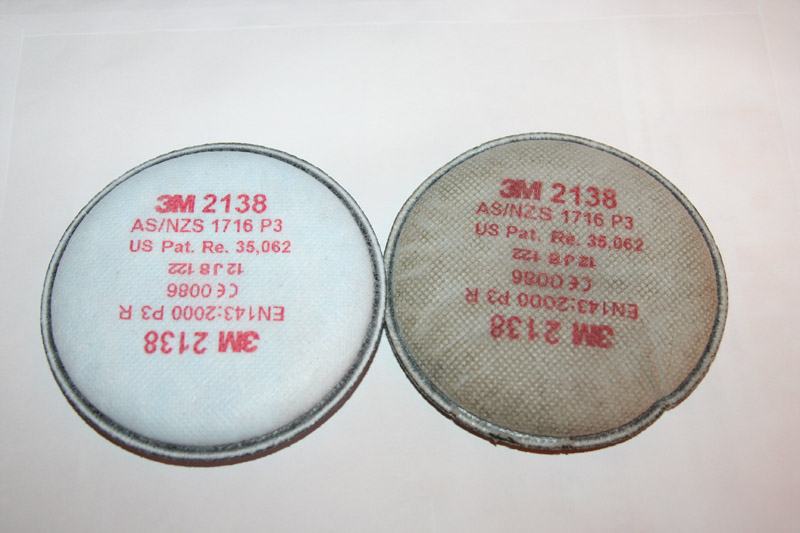 3M 2138
AS/NZS 1716 P3
US Pat. Re. 35,062
12 J 8 122
CE 0086
EN143:2000 P3 R
3M 2138
3M 2138
AS/NZS 1716 P3
US Pat. Re. 35,062
12 J 8 122
CE 0086
EN143:2000 P3 R
3M 2138